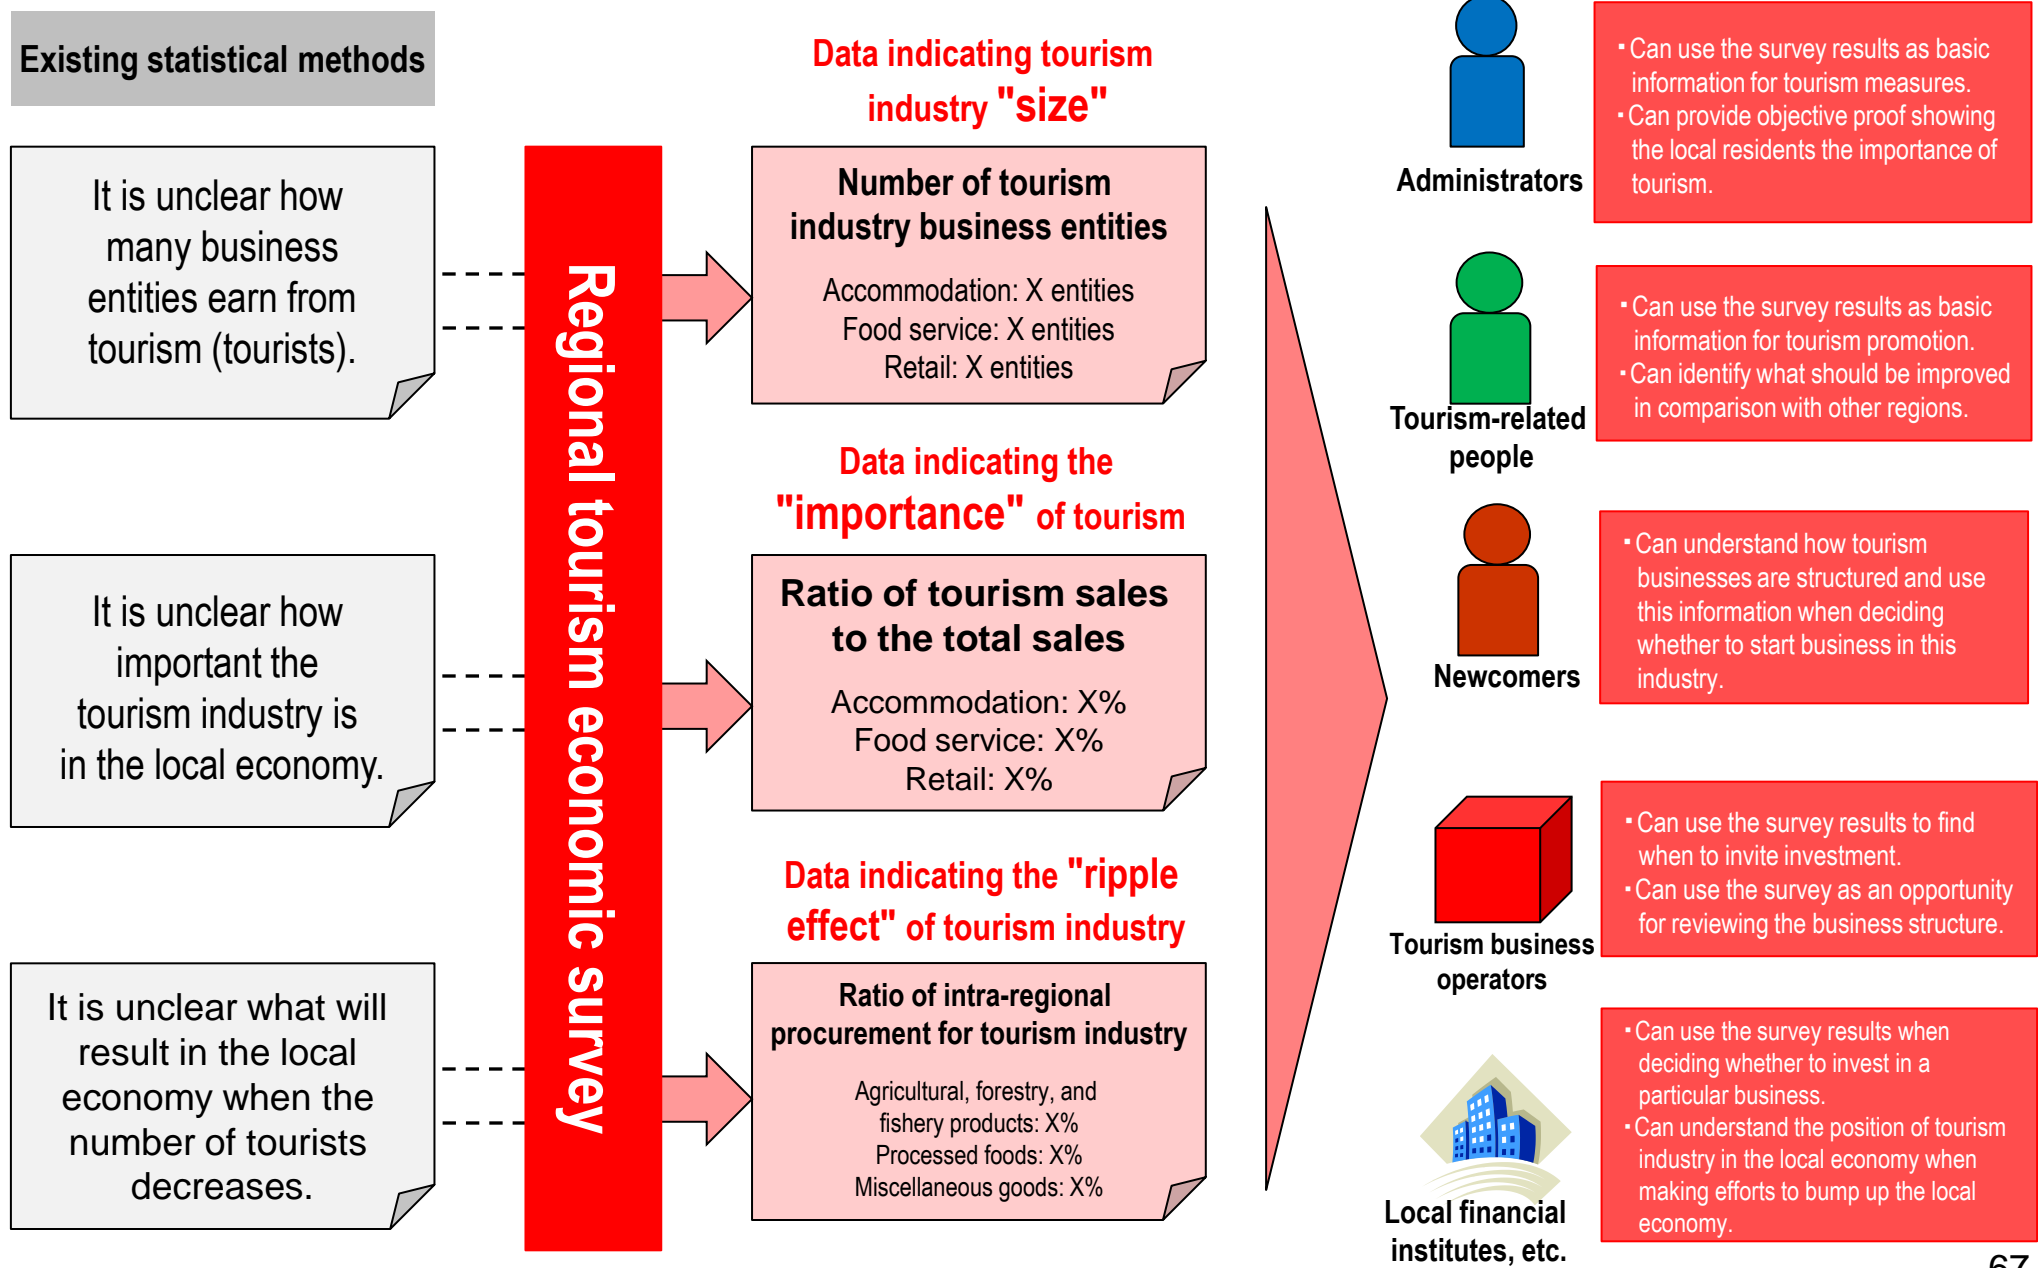 Existing statistical methods
It is unclear how
many business
entities earn from
tourism (tourists).
It is unclear how
important the
tourism industry is
in the local economy.
It is unclear what will
result in the local
economy when the
number of tourists
decreases.
Regional tourism economic survey
Data indicating tourism
industry "size"
Number of tourism
industry business entities
Accommodation: X entities
Food service: X entities
Retail: X entities
Data indicating the
"importance" of tourism
Ratio of tourism sales
to the total sales
Accommodation: X%
Food service: X%
Retail: X%
Data indicating the "ripple
effect" of tourism industry
Ratio of intra-regional
procurement for tourism industry
Agricultural, forestry, and
fishery products: X%
Processed foods: X%
Miscellaneous goods: X%
Administrators
▪Can use the survey results as basic
information for tourism measures.
▪Can provide objective proof showing
the local residents the importance of
tourism.
Tourism-related
people
▪Can use the survey results as basic
information for tourism promotion.
▪Can identify what should be improved
in comparison with other regions.
Newcomers
▪Can understand how tourism
businesses are structured and use
this information when deciding
whether to start business in this
industry.
Tourism business
operators
▪Can use the survey results to find
when to invite investment.
▪Can use the survey as an opportunity
for reviewing the business structure.
Local financial
institutes, etc.
▪Can use the survey results when
deciding whether to invest in a
particular business.
▪Can understand the position of tourism
industry in the local economy when
making efforts to bump up the local
economy.
67